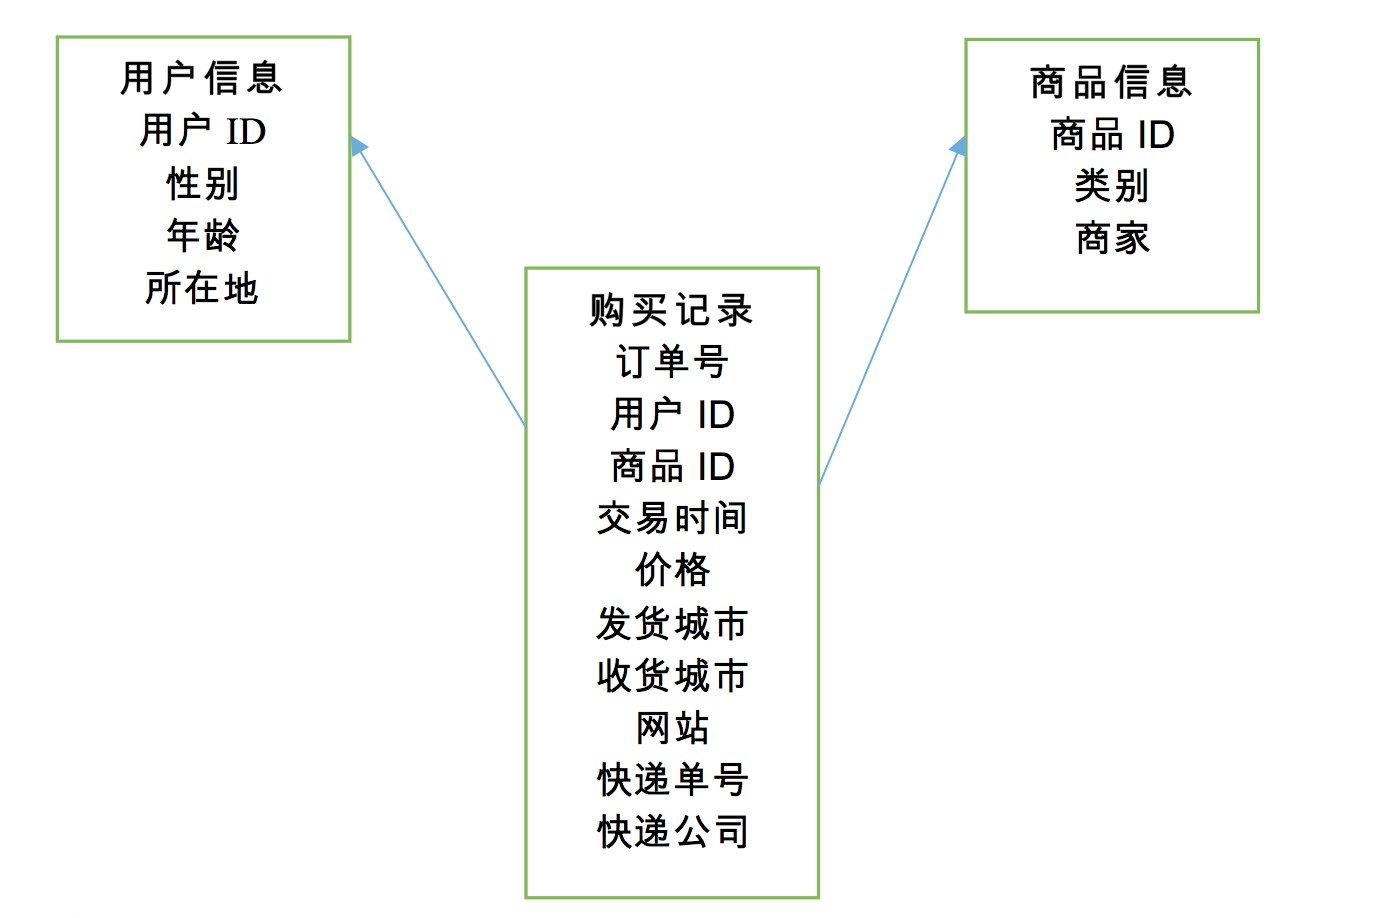 用户信息
用户 ID
性别
年龄
所在地
商品信息
商品 ID
类别
商家
购买记录
订单号
用户 ID
商品 ID
交易时间
价格
发货城市
收货城市
网站
快递单号
快递公司